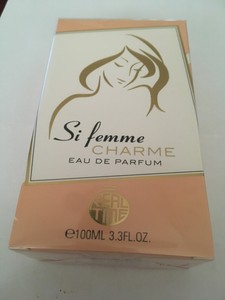 Si femme
CHARME
EAU DE PARFUM
REAL
TIME
℮100ML 3.3FL.OZ.